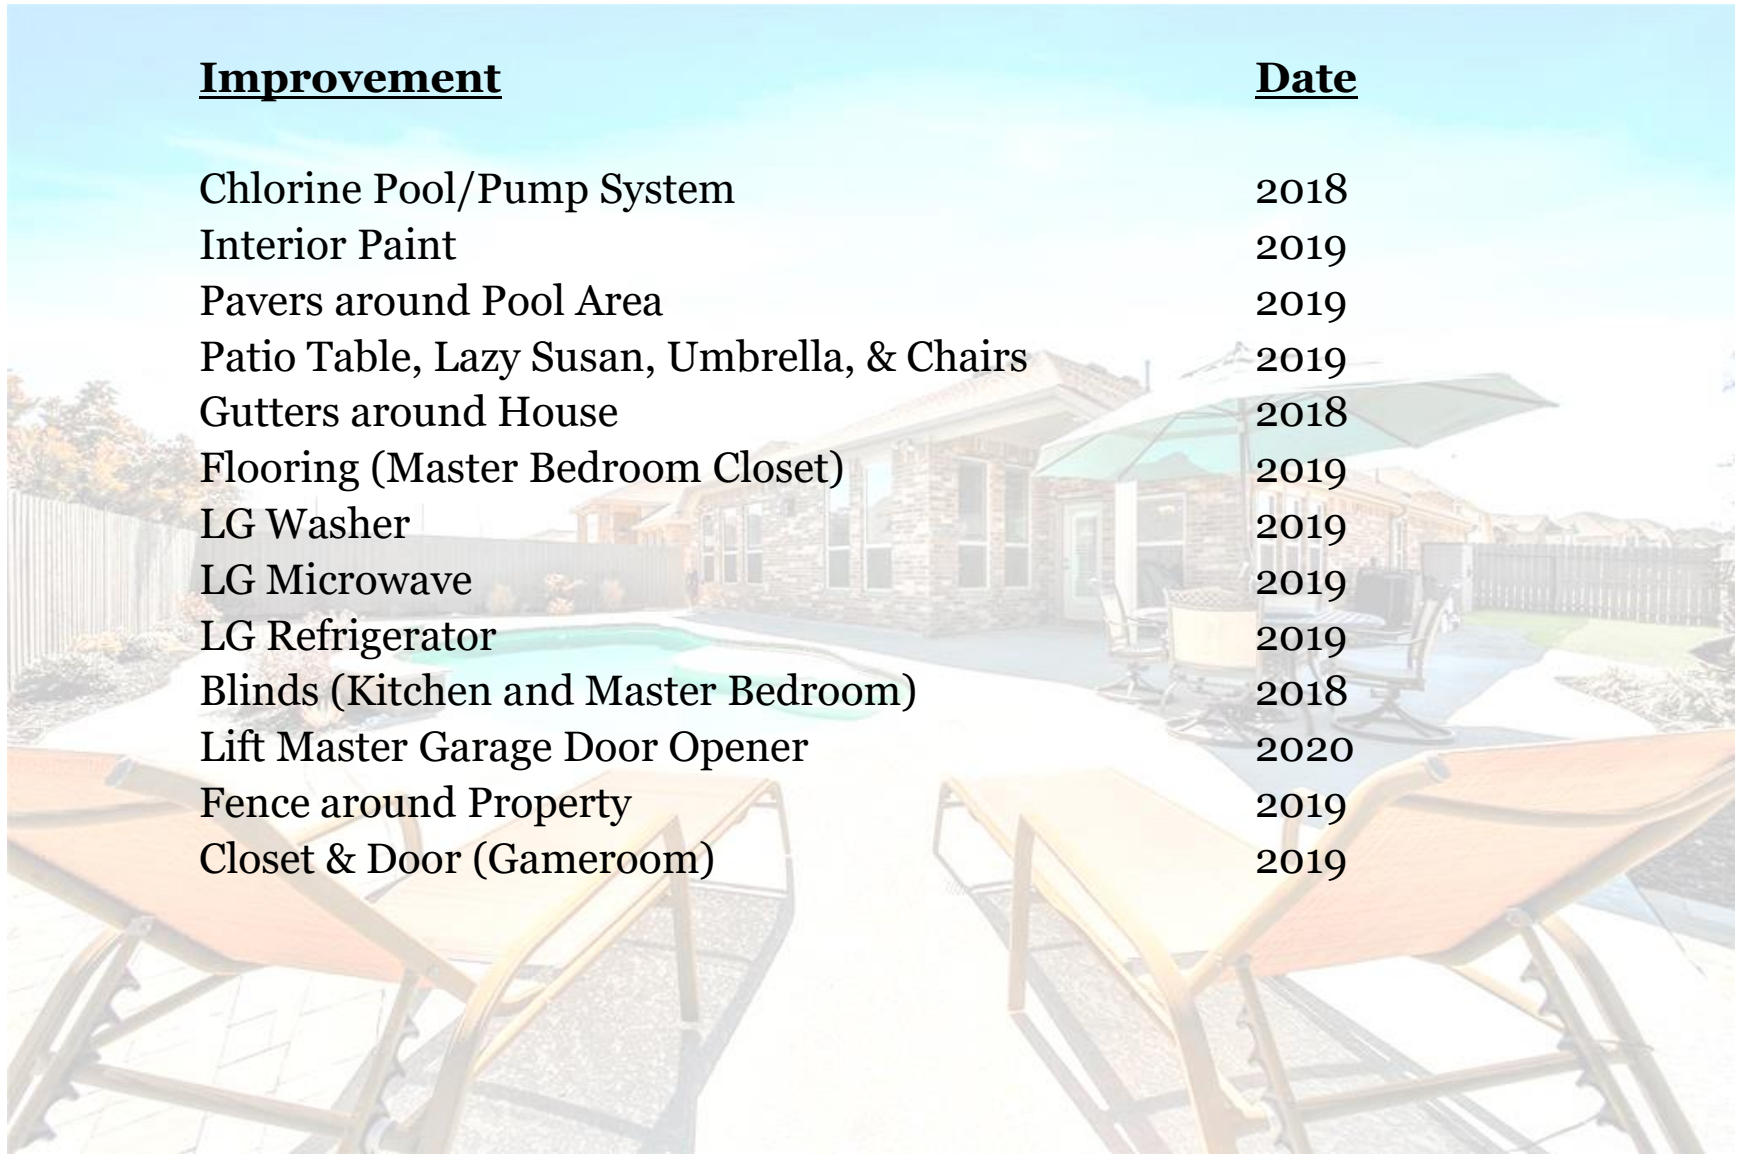 Improvement Date
Chlorine Pool/Pump System 2018
Interior Paint 2019
Pavers around Pool Area 2019
Patio Table, Lazy Susan, Umbrella, & Chairs 2019
Gutters around House 2018
Flooring (Master Bedroom Closet) 2019
LG Washer 2019
LG Microwave 2019
LG Refrigerator 2019
Blinds (Kitchen and Master Bedroom) 2018
Lift Master Garage Door Opener 2020
Fence around Property 2019
Closet & Door (Gameroom) 2019